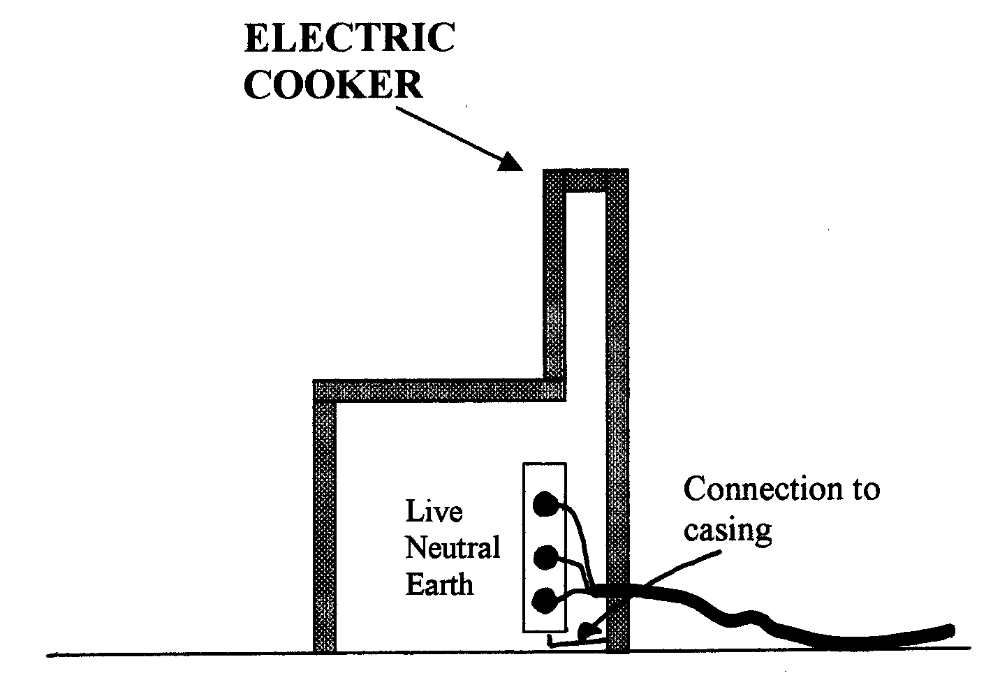 ELECTRIC
COOKER
Live
Neutral
Earth
Connection to
casing